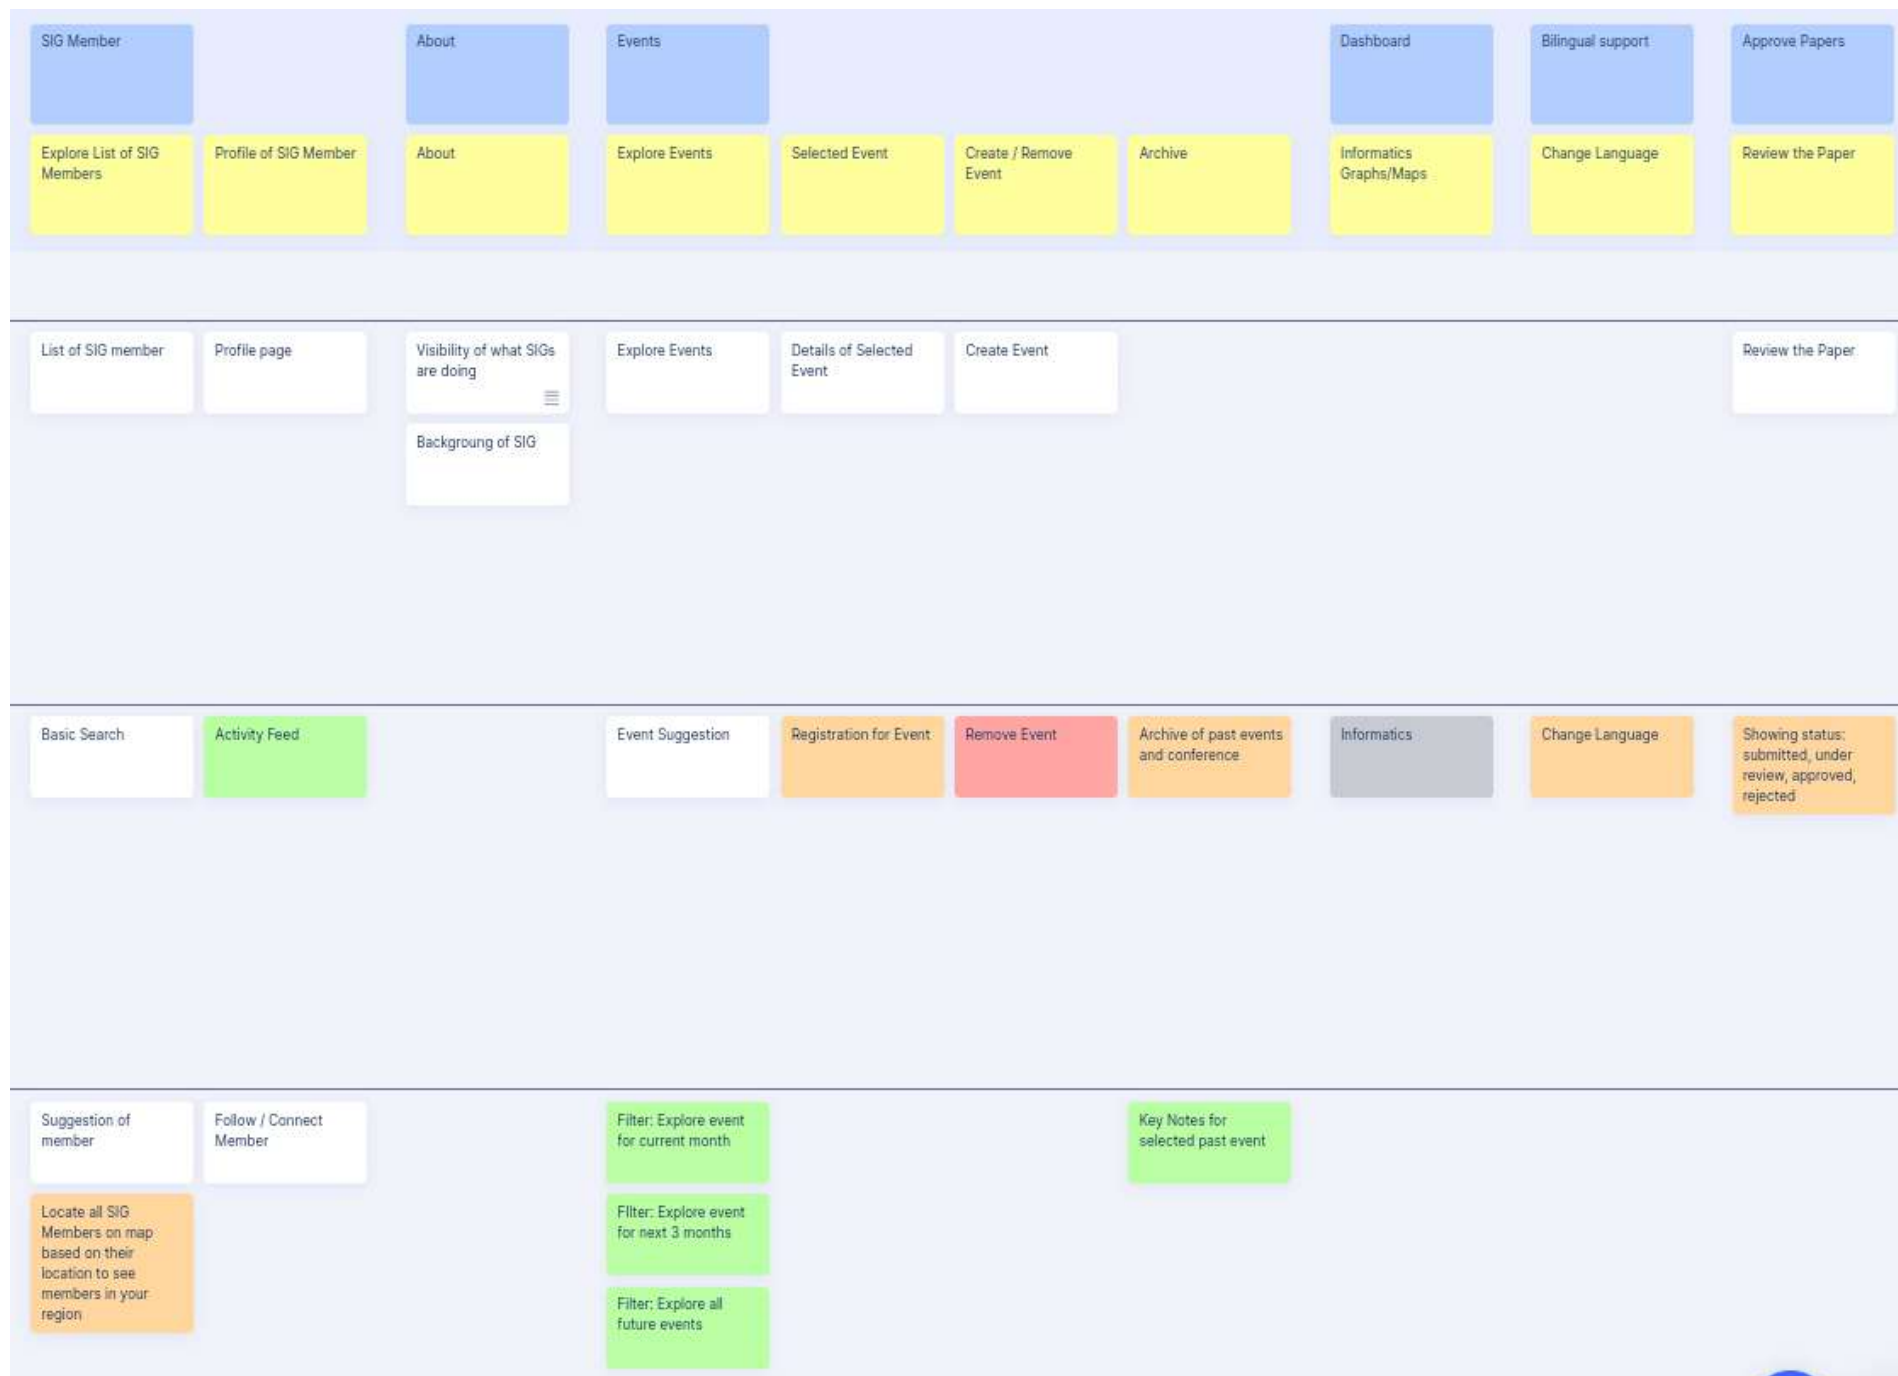 SIG Member
About
Events
Dashboard
Bilingual support
Approve Papers
Explore List of SIG
Members
Profile of SIG Member
About
Explore Events
Selected Event
Create / Remove
Event
Archive
Informatics
Graphs/Maps
Change Language
Review the Paper
List of SIG member
Profile page
Visibility of what SIGs
are doing
Explore Events
Details of Selected
Event
Create Event
Review the Paper
Backgroung of SIG
Basic Search
Activity Feed
Event Suggestion
Registration for Event
Remove Event
Archive of past events
and conference
Informatics
Change Language
Showing status:
submitted, under
review, approved,
rejected
Suggestion of
member
Follow / Connect
Member
Filter: Explore event
for current month
Key Notes for
selected past event
Locate all SIG
Members on map
based on their
location to see
members in your
region
Filter: Explore event
for next 3 months
Filter: Explore all
future events